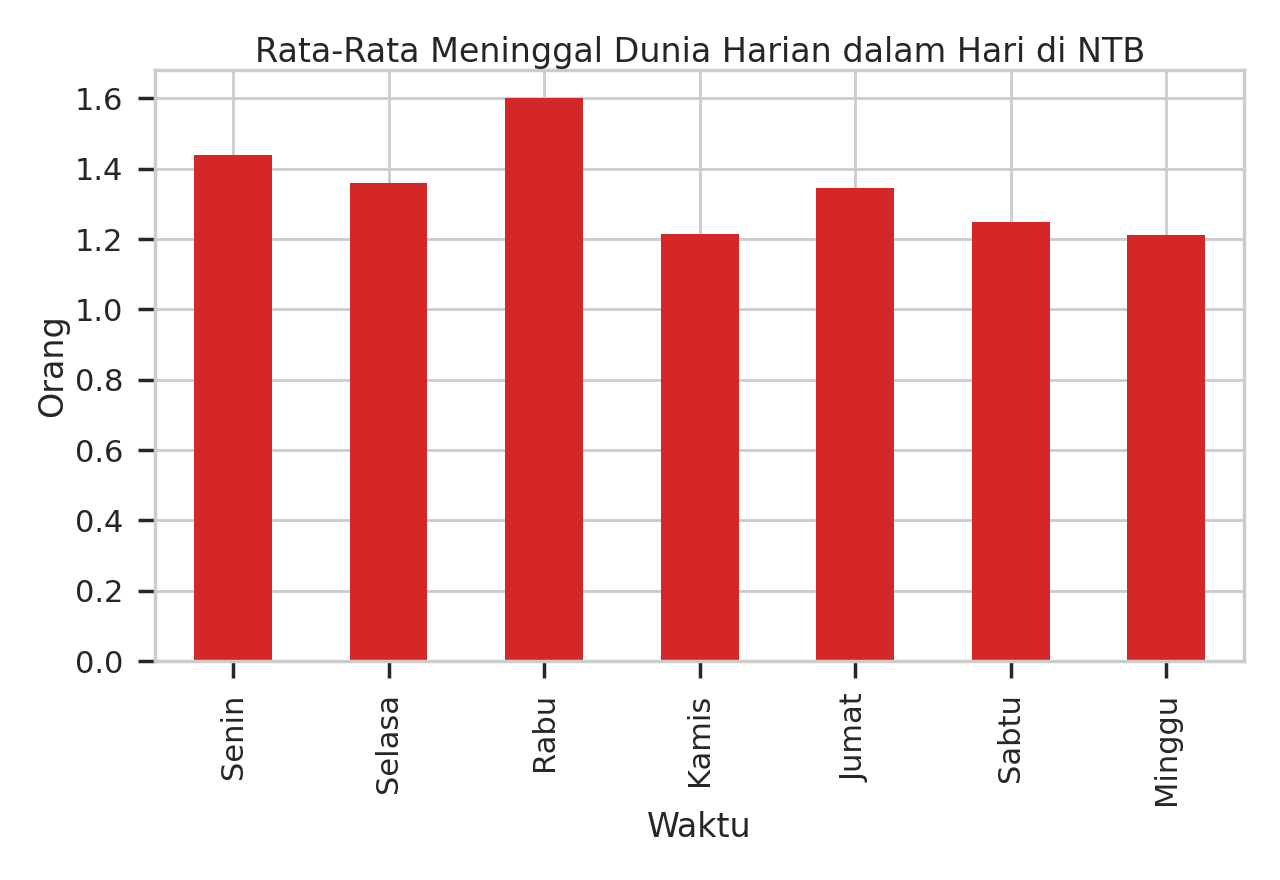 Rata-Rata Meninggal Dunia Harian dalam Hari di NTB
Orang
1.6
1.4
1.2
1.0
0.8
0.6
0.4
0.2
0.0
Senin
Selasa
Rabu
Kamis
Jumat
Sabtu
Minggu
Waktu